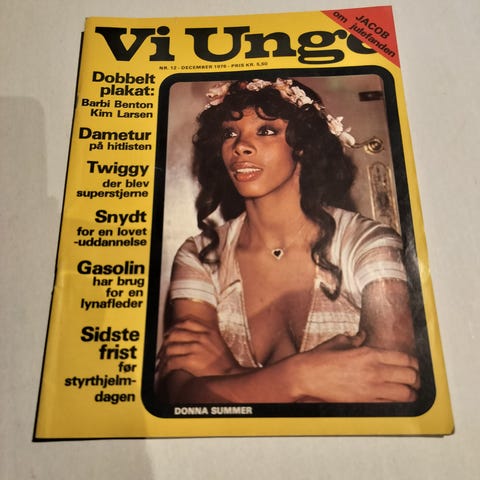 JACOB
om julefanden
Vi Unge
NR. 12 - DECEMBER 1976 - PRIS KR. 5,50
Dobbelt
plakat:
Barbi Benton
Kim Larsen
Dametur
på hitlisten
Twiggy
der blev
superstjerne
Snydt
for en lovet
-uddannelse
Gasolin
har brug
for en
lynafleder
Sidste
frist
før
styrthjelm-
dagen
DONNA SUMMER